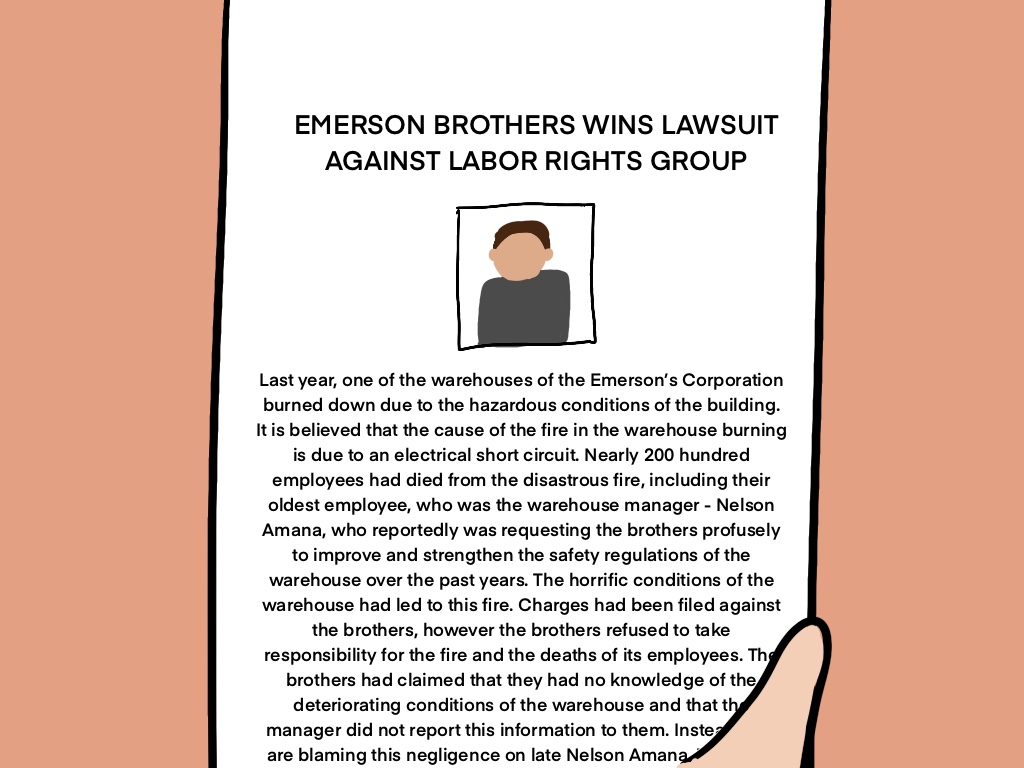 EMERSON BROTHERS WINS LAWSUIT
AGAINST LABOR RIGHTS GROUP
Last year, one of the warehouses of the Emerson's Corporation
burned down due to the hazardous conditions of the building.
It is believed that the cause of the fire in the warehouse burning
is due to an electrical short circuit. Nearly 200 hundred
employees had died from the disastrous fire, including their
oldest employee, who was the warehouse manager - Nelson
Amana, who reportedly was requesting the brothers profusely
to improve and strengthen the safety regulations of the
warehouse over the past years. The horrific conditions of the
warehouse had led to this fire. Charges had been filed against
the brothers, however the brothers refused to take
responsibility for the fire and the deaths of its employees. The
brothers had claimed that they had no knowledge of the
deteriorating conditions of the warehouse and that the
manager did not report this information to them.
are blaming this negligence on late Nelson Amana,